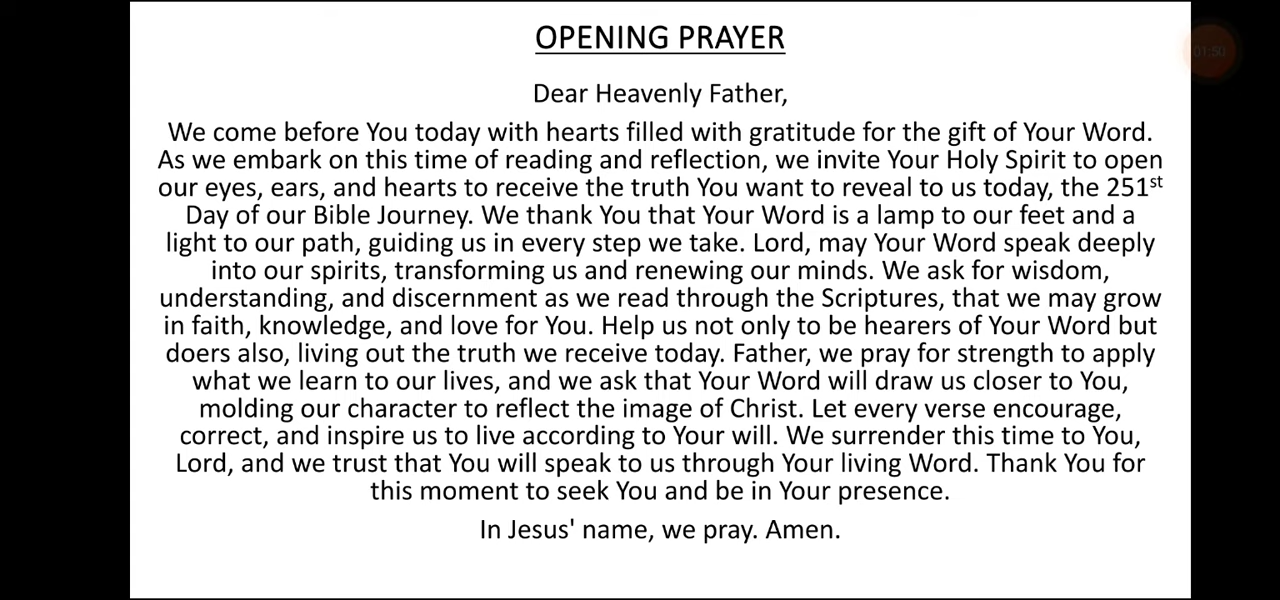 OPENING PRAYER
01:50
Dear Heavenly Father,
We come before You today with hearts filled with gratitude for the gift of Your Word.
As we embark on this time of reading and reflection, we invite Your Holy Spirit to open
our eyes, ears, and hearts to receive the truth You want to reveal to us today, the 251st
Day of our Bible Journey. We thank You that Your Word is a lamp to our feet and a
light to our path, guiding us in every step we take. Lord, may Your Word speak deeply
into our spirits, transforming us and renewing our minds. We ask for wisdom,
understanding, and discernment as we read through the Scriptures, that we may grow
in faith, knowledge, and love for You. Help us not only to be hearers of Your Word but
doers also, living out the truth we receive today. Father, we pray for strength to apply
what we learn to our lives, and we ask that Your Word will draw us closer to You,
molding our character to reflect the image of Christ. Let every verse encourage,
correct, and inspire us to live according to Your will. We surrender this time to You,
Lord, and we trust that You will speak to us through Your living Word. Thank You for
this moment to seek You and be in Your presence.
In Jesus' name, we pray. Amen.